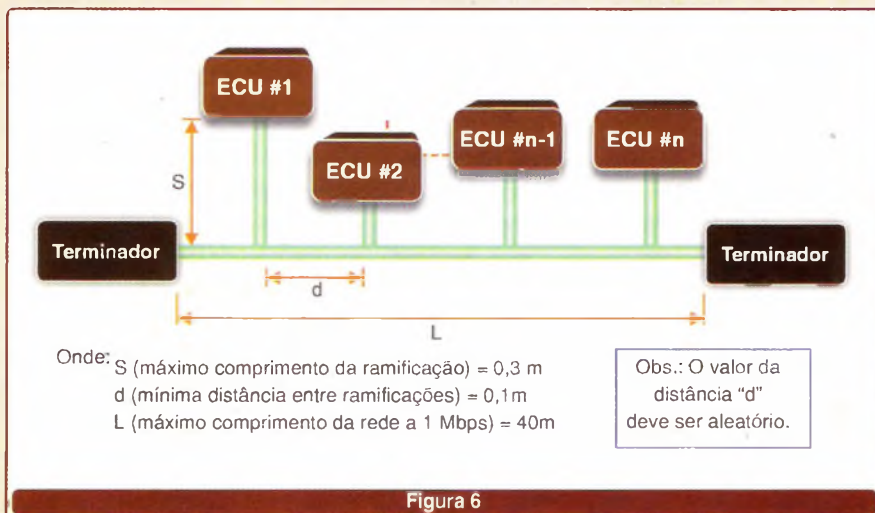 ECU #1
ECU #2
ECU #n-1
ECU #n
S
Terminador
Terminador
d
L
Onde: S (máximo comprimento da ramificação) = 0,3 m
d (mínima distância entre ramificações) = 0,1m
L (máximo comprimento da rede a 1 Mbps) = 40m
Obs.: O valor da
distância "d"
deve ser aleatório.
Figura 6